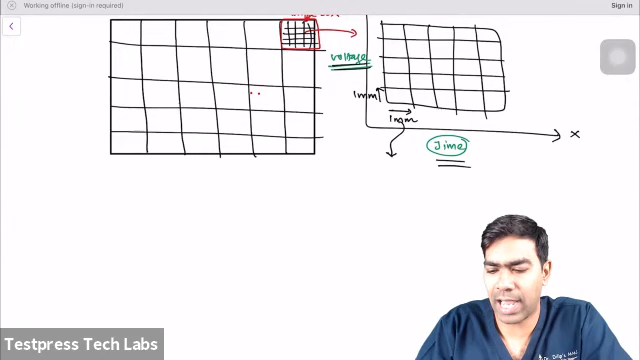 Working offline (sign-in required)
Sign in
voltage
1mm
1mm
X
Time
Testpress Tech Labs